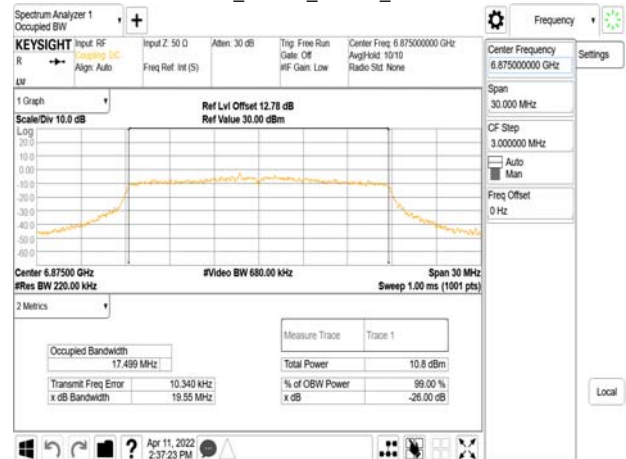 Spectrum Analyzer 1
Occupied BW
Frequency
KEYSIGHT
Input: RF
Coupling: DC
Align: Auto
Input Z: 50 Ω
Freq Ref: Int (S)
Atten: 30 dB
Trig: Free Run
Gate: Off
#IF Gain: Low
Center Freq: 6.875000000 GHz
Avg|Hold: 10/10
Radio Std: None
R
LV
Center Frequency
6.875000000 GHz
Settings
Span
30.000 MHz
CF Step
3.000000 MHz
Auto
Man
Freq Offset
0 Hz
Local
1 Graph
Scale/Div 10.0 dB
Ref Lvl Offset 12.78 dB
Ref Value 30.00 dBm
Log
20.0
10.0
0.00
-10.0
-20.0
-30.0
-40.0
-50.0
-60.0
Center 6.87500 GHz
#Video BW 680.00 kHz
Span 30 MHz
#Res BW 220.00 kHz
Sweep 1.00 ms (1001 pts)
2 Metrics
Measure Trace
Trace 1
Occupied Bandwidth
17.499 MHz
Total Power
10.8 dBm
Transmit Freq Error
10.340 kHz
% of OBW Power
99.00 %
x dB Bandwidth
19.55 MHz
x dB
-26.00 dB
?
Apr 11, 2022
2:37:23 PM